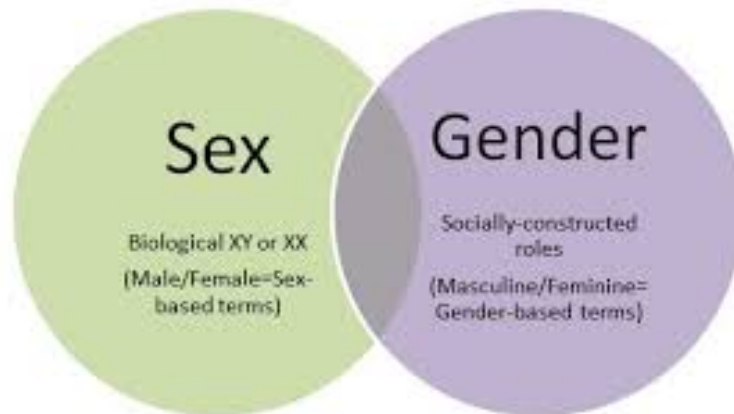 Sex
Biological XY or XX
(Male/Female=Sex-
based terms)
Gender
Socially-constructed
roles
(Masculine/Feminine=
Gender-based terms)